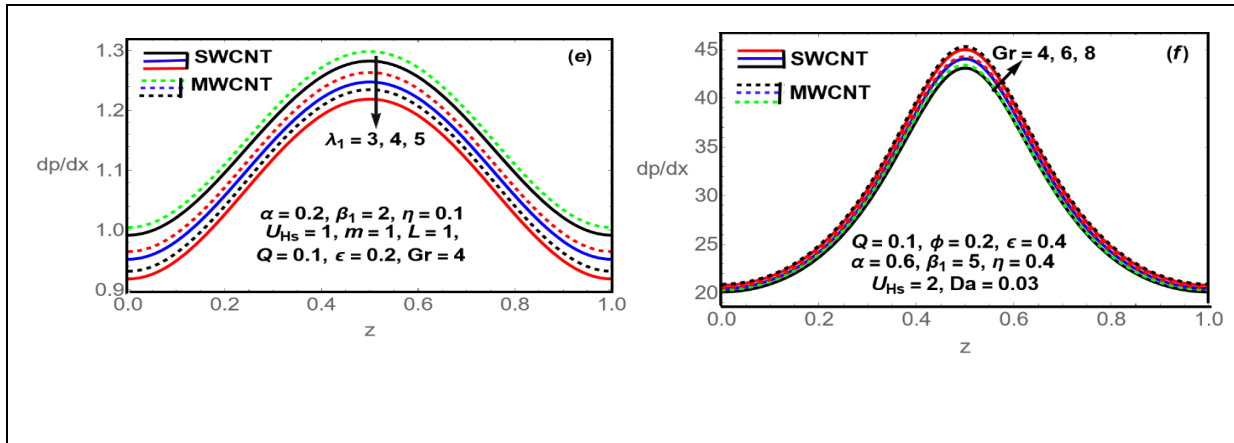 (e)
SWCNT
MWCNT
1.3
1.2
1.1
1.0
0.9
dp/dx
λ₁ = 3, 4, 5
α = 0.2, β₁ = 2, η = 0.1
U_Hs = 1, m = 1, L = 1,
Q = 0.1, ϵ = 0.2, Gr = 4
0.0 0.2 0.4 0.6 0.8 1.0
z
(f)
SWCNT
MWCNT
Gr = 4, 6, 8
45
40
35
30
25
20
dp/dx
Q = 0.1, ϕ = 0.2, ϵ = 0.4
α = 0.6, β₁ = 5, η = 0.4
U_Hs = 2, Da = 0.03
0.0 0.2 0.4 0.6 0.8 1.0
z